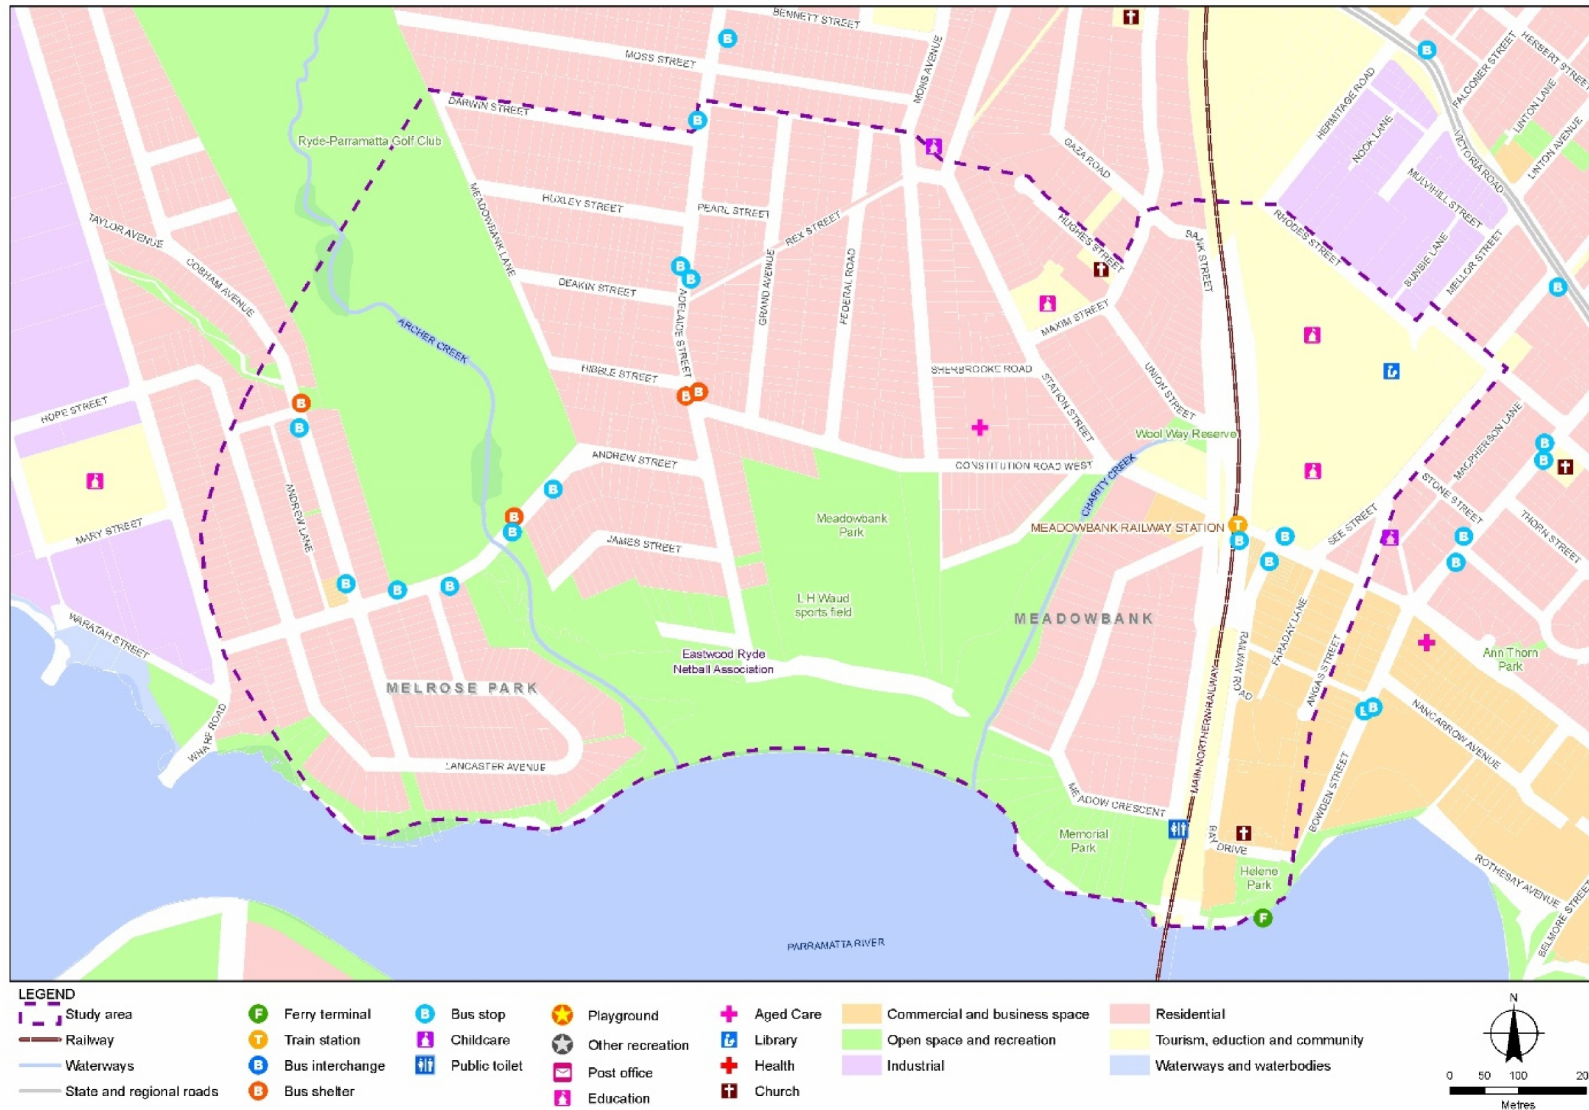 BENNETT STREET
MOSS STREET
MONS AVENUE
DARWIN STREET
Ryde-Parramatta Golf Club
HERMITAGE ROAD
NOOK LANE
FALCONER STREET
HERBERT STREET
LINTON LANE
LINTON AVENUE
VICTORIA ROAD
MULVIHILL STREET
GAZA ROAD
HUXLEY STREET
MEADOWBANK LANE
PEARL STREET
REX STREET
HUGHES STREET
BANK STREET
RHODES STREET
BUMBIE LANE
MELLOR STREET
TAYLOR AVENUE
COBHAM AVENUE
DEAKIN STREET
ADELAIDE STREET
GRAND AVENUE
FEDERAL ROAD
MAXIM STREET
ARCHER CREEK
HIBBLE STREET
SHERBROOKE ROAD
STATION STREET
UNION STREET
HOPE STREET
Wool Way Reserve
MACPHERSON LANE
ANDREW STREET
CONSTITUTION ROAD WEST
CHARITY CREEK
STONE STREET
ANDREW LANE
MARY STREET
Meadowbank
Park
MEADOWBANK RAILWAY STATION
SEE STREET
THORN STREET
JAMES STREET
L H Waud
sports field
MEADOWBANK
FARADAY LANE
RAILWAY ROAD
ANGAS STREET
Ann Thorn
Park
WARATAH STREET
Eastwood Ryde
Netball Association
MELROSE PARK
WHARF ROAD
NANCARROW AVENUE
MAIN NORTHERN RAILWAY
LANCASTER AVENUE
MEADOW CRESCENT
BOWDEN STREET
Memorial
Park
RAY DRIVE
Helene
Park
ROTHESAY AVENUE
BELMORE STREET
PARRAMATTA RIVER
LEGEND
Study area
Railway
Waterways
State and regional roads
F Ferry terminal
T Train station
B Bus interchange
B Bus shelter
B Bus stop
Childcare
Public toilet
Playground
Other recreation
Post office
Education
Aged Care
Library
Health
Church
Commercial and business space
Open space and recreation
Industrial
Residential
Tourism, eduction and community
Waterways and waterbodies
N
0 50 100 20
Metres